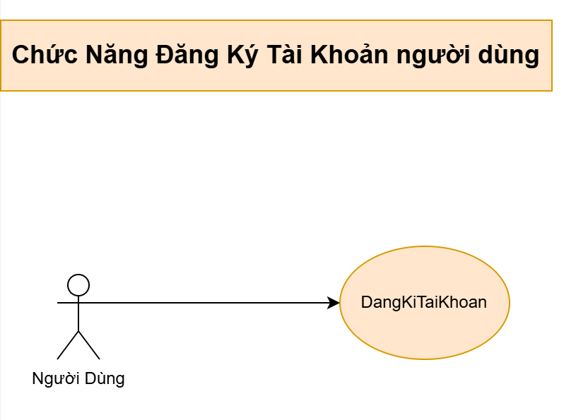 Chức Năng Đăng Ký Tài Khoản người dùng
DangKiTaiKhoan
Người Dùng